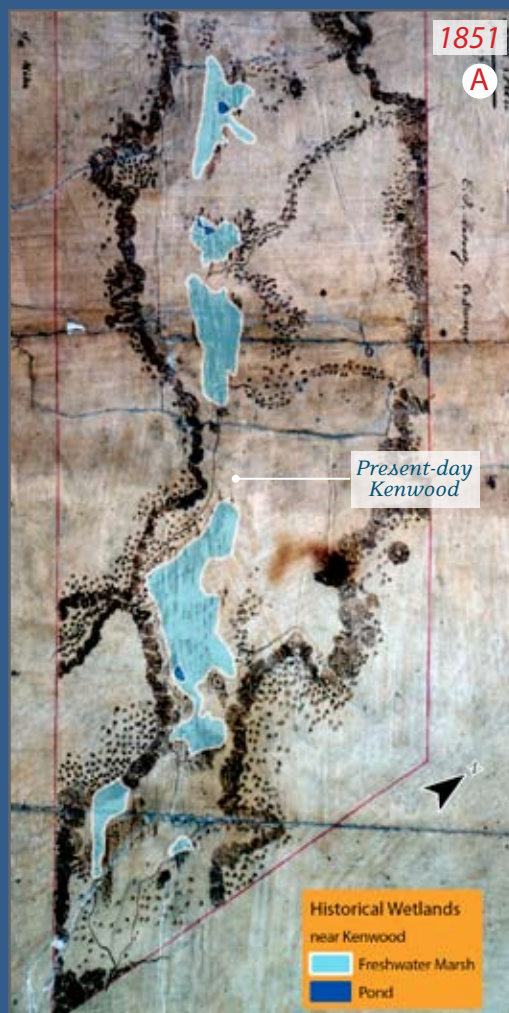 1851
A
Present-day
Kenwood
Historical Wetlands
near Kenwood
Freshwater Marsh
Pond